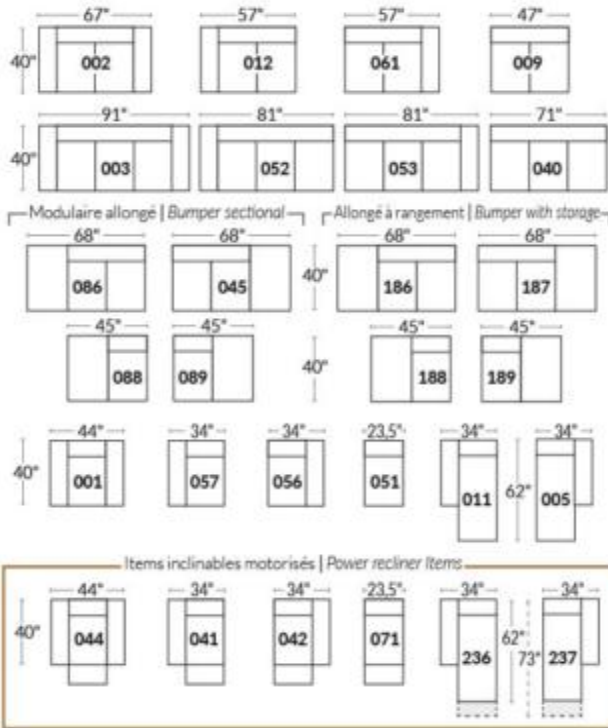 67" 57" 57" 47"
40" 002 012 061 009
91" 81" 81" 71"
40" 003 052 053 040
Modulaire allongé | Bumper sectional Allongé à rangement | Bumper with storage
68" 68" 68" 68"
086 045 40" 186 187
45" 45" 45" 45"
088 089 40" 188 189
44" 34" 34" 23,5" 34" 34"
40" 001 057 056 051 011 62" 005
Items inclinables motorisés | Power recliner Items
44" 34" 34" 23,5" 34" 34"
40" 044 041 042 071 236 62" 73" 237